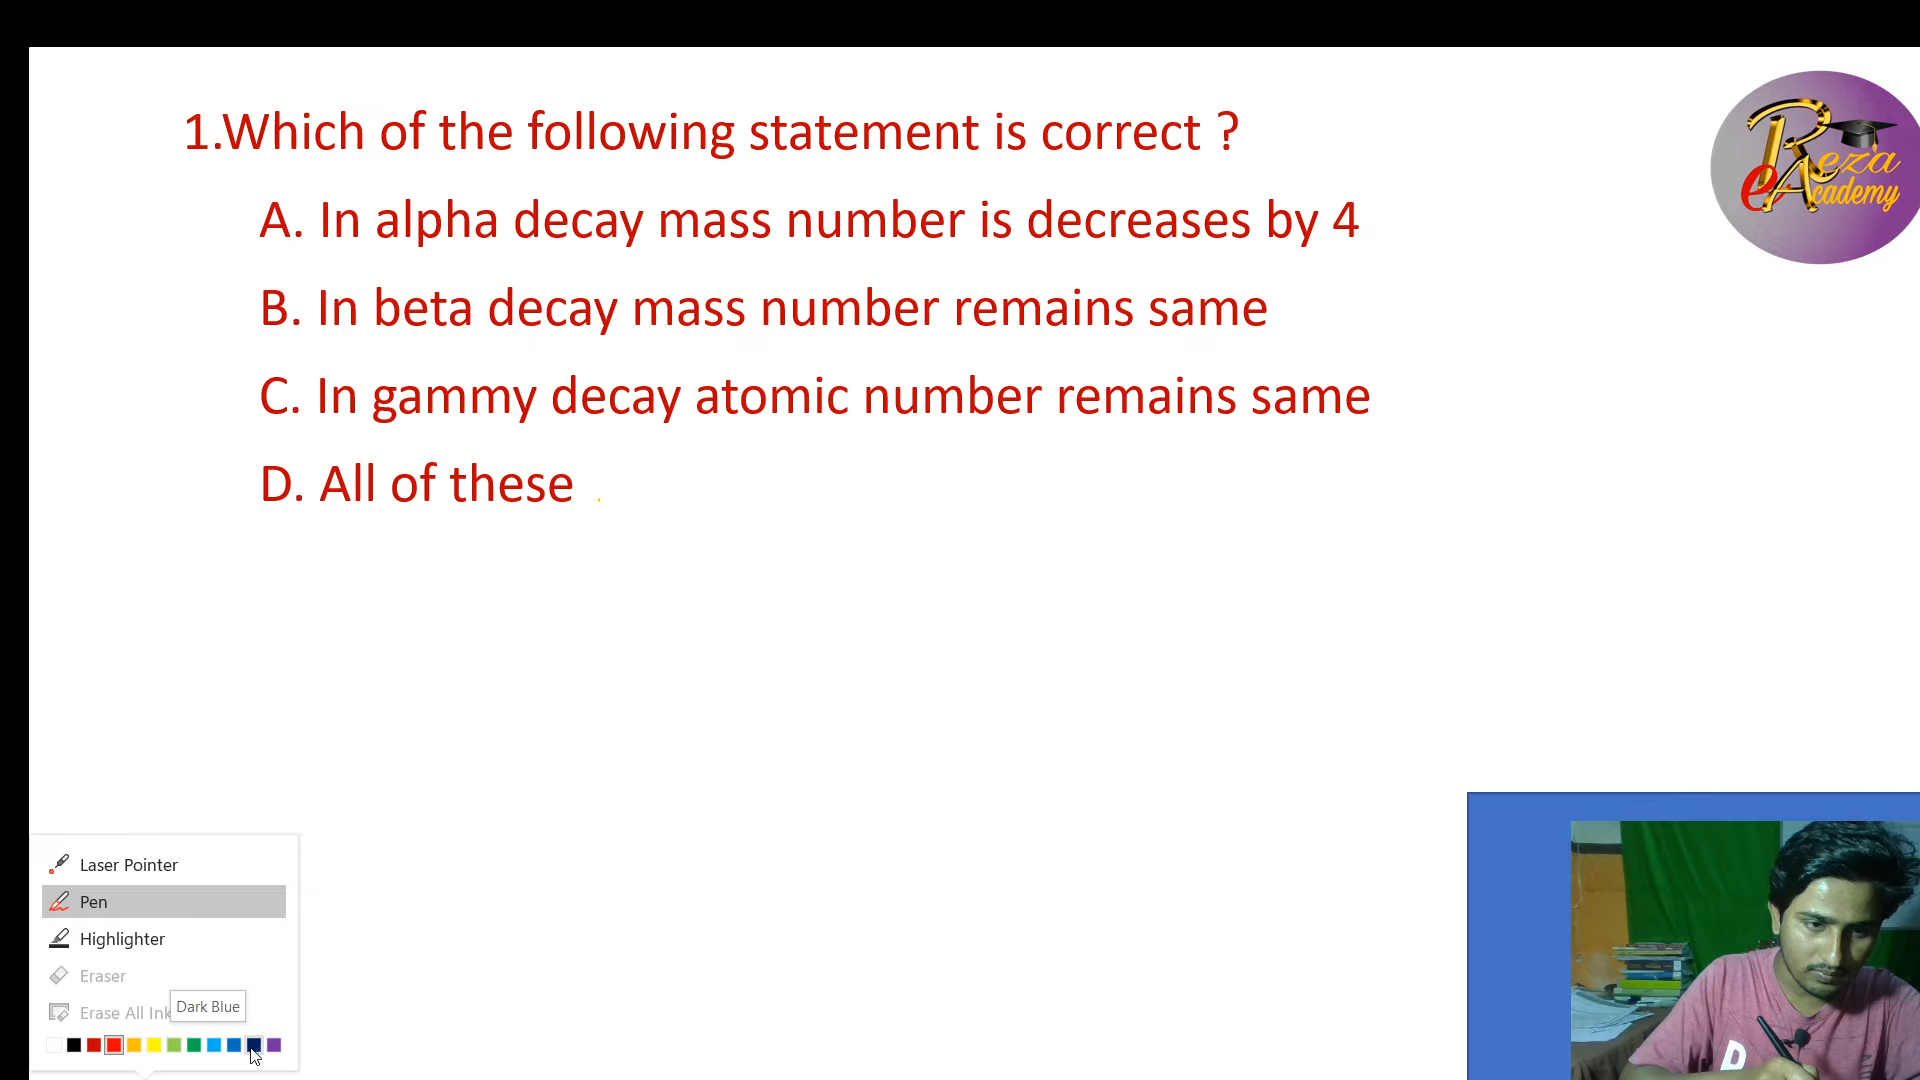 1.Which of the following statement is correct ?
A. In alpha decay mass number is decreases by 4
B. In beta decay mass number remains same
C. In gammy decay atomic number remains same
D. All of these
Reza
e Academy
Laser Pointer
Pen
Highlighter
Eraser
Erase All Ink
Dark Blue